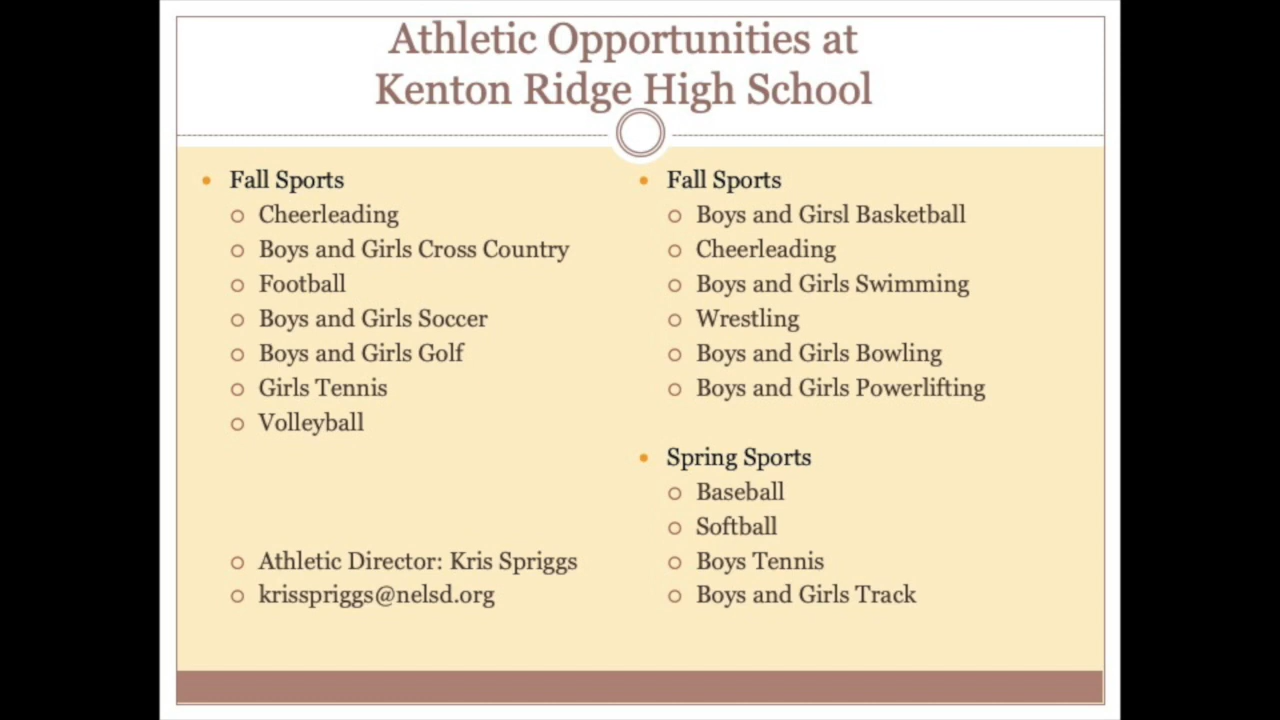 Athletic Opportunities at
Kenton Ridge High School
Fall Sports
Cheerleading
Boys and Girls Cross Country
Football
Boys and Girls Soccer
Boys and Girls Golf
Girls Tennis
Volleyball
Athletic Director: Kris Spriggs
krisspriggs@nelsd.org
Fall Sports
Boys and Girsl Basketball
Cheerleading
Boys and Girls Swimming
Wrestling
Boys and Girls Bowling
Boys and Girls Powerlifting
Spring Sports
Baseball
Softball
Boys Tennis
Boys and Girls Track